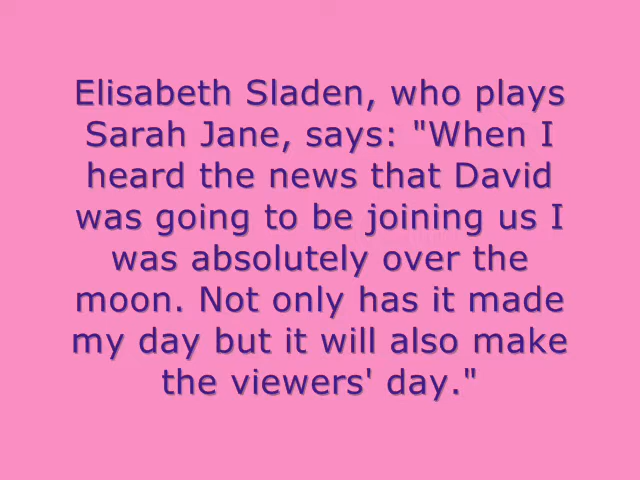 Elisabeth Sladen, who plays
Sarah Jane, says: "When I
heard the news that David
was going to be joining us I
was absolutely over the
moon. Not only has it made
my day but it will also make
the viewers' day."